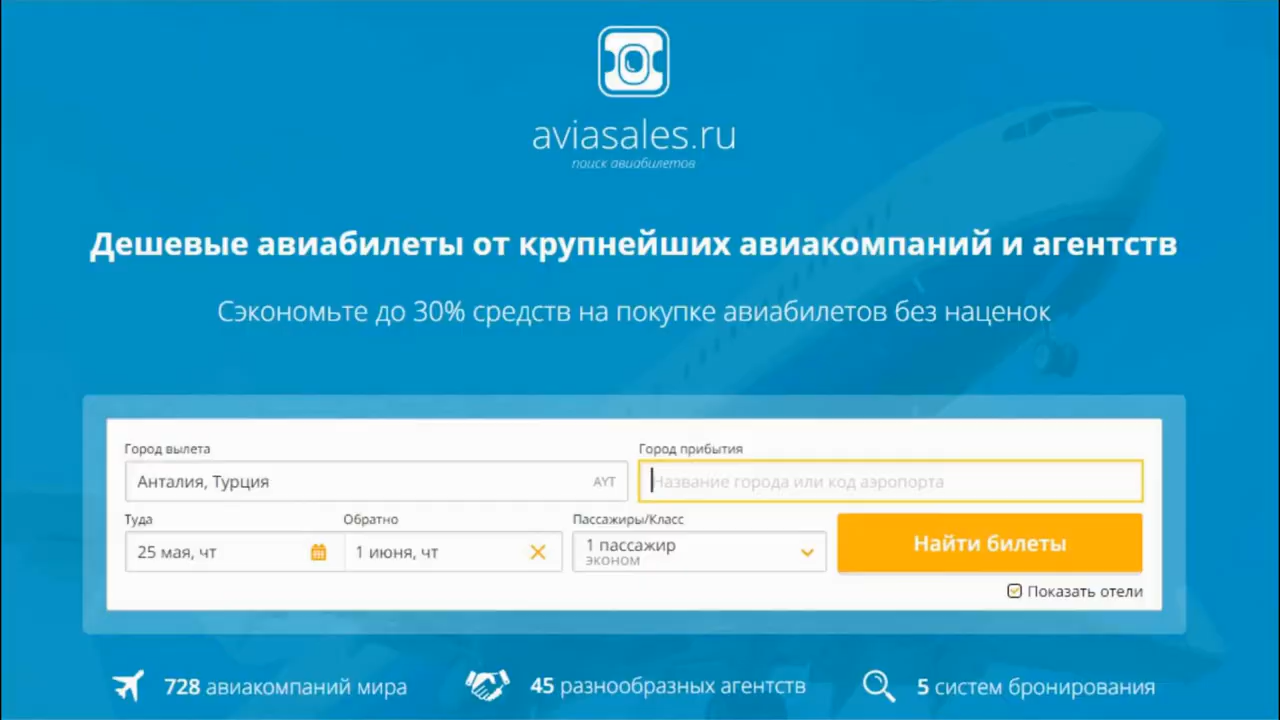 aviasales.ru
поиск авиабилетов
Дешевые авиабилеты от крупнейших авиакомпаний и агентств
Сэкономьте до 30% средств на покупке авиабилетов без наценок
Город вылета
Город прибытия
Анталия, Турция AYT
Название города или код аэропорта
Туда
Обратно
Пассажиры/Класс
25 мая, чт
1 июня, чт
1 пассажир
эконом
Найти билеты
Показать отели
728 авиакомпаний мира
45 разнообразных агентств
5 систем бронирования